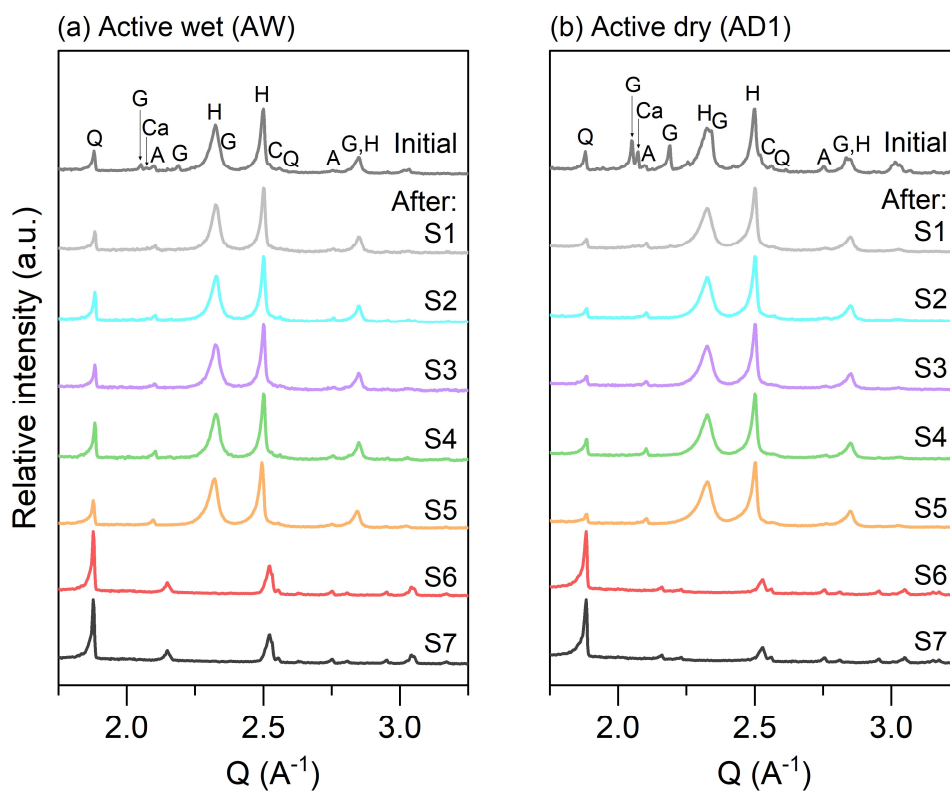 (a) Active wet (AW)
Relative intensity (a.u.)
Q
G
Ca
A
G
H
G
H
C
Q
A
G,H
Initial
After:
S1
S2
S3
S4
S5
S6
S7
2.0
2.5
3.0
Q (A⁻¹)
(b) Active dry (AD1)
Q
G
Ca
A
G
H
G
H
C
Q
A
G,H
Initial
After:
S1
S2
S3
S4
S5
S6
S7
2.0
2.5
3.0
Q (A⁻¹)